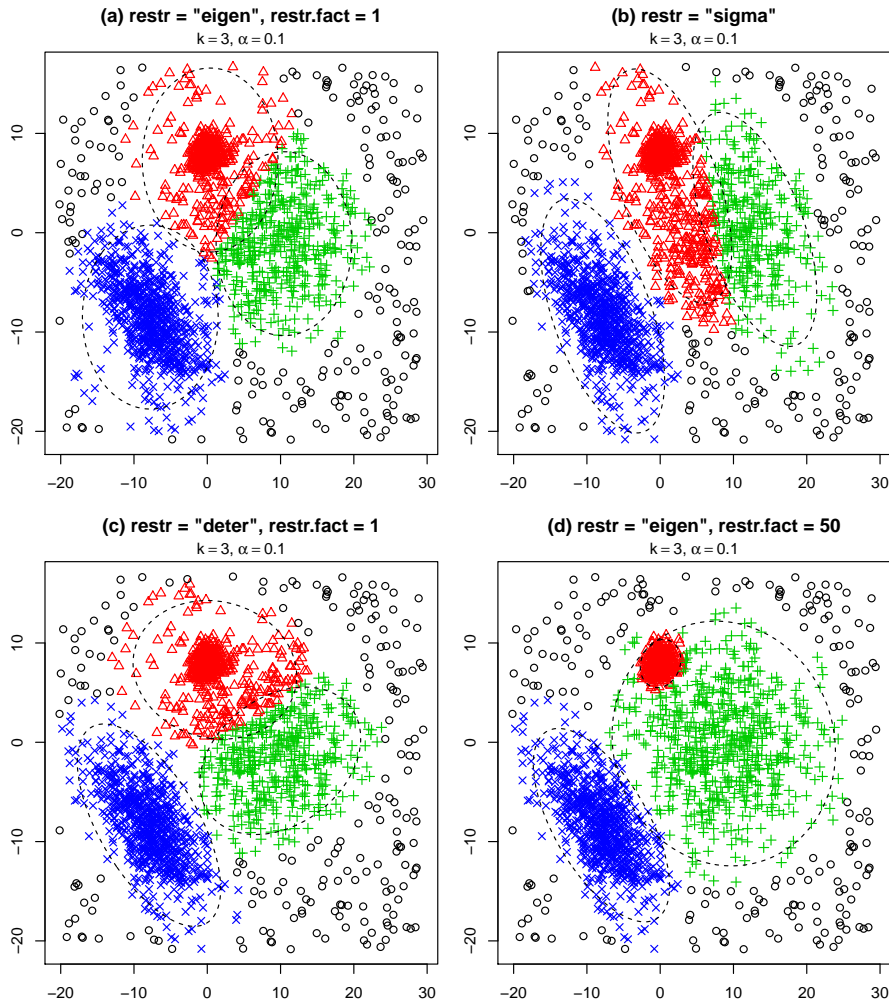 (a) restr = "eigen", restr.fact = 1
k = 3, α = 0.1
10
0
−10
−20
−20 −10 0 10 20 30
(b) restr = "sigma"
k = 3, α = 0.1
10
0
−10
−20
−20 −10 0 10 20 30
(c) restr = "deter", restr.fact = 1
k = 3, α = 0.1
10
0
−10
−20
−20 −10 0 10 20 30
(d) restr = "eigen", restr.fact = 50
k = 3, α = 0.1
10
0
−10
−20
−20 −10 0 10 20 30